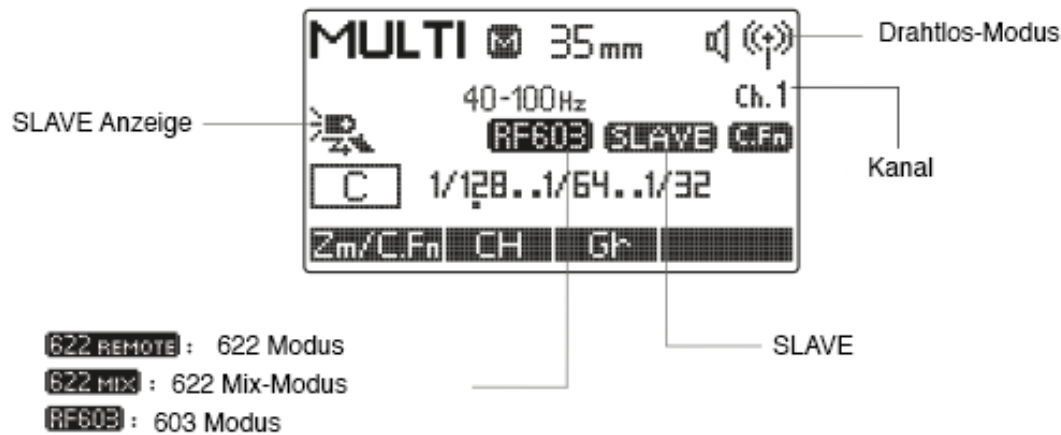 MULTI M 35mm
Drahtlos-Modus
40-100Hz Ch.1
SLAVE Anzeige
RF603 SLAVE C.Fn
Kanal
C 1/128..1/64..1/32
Zm/C.Fn CH Gr
622 REMOTE : 622 Modus
SLAVE
622 MIX : 622 Mix-Modus
RF603 : 603 Modus